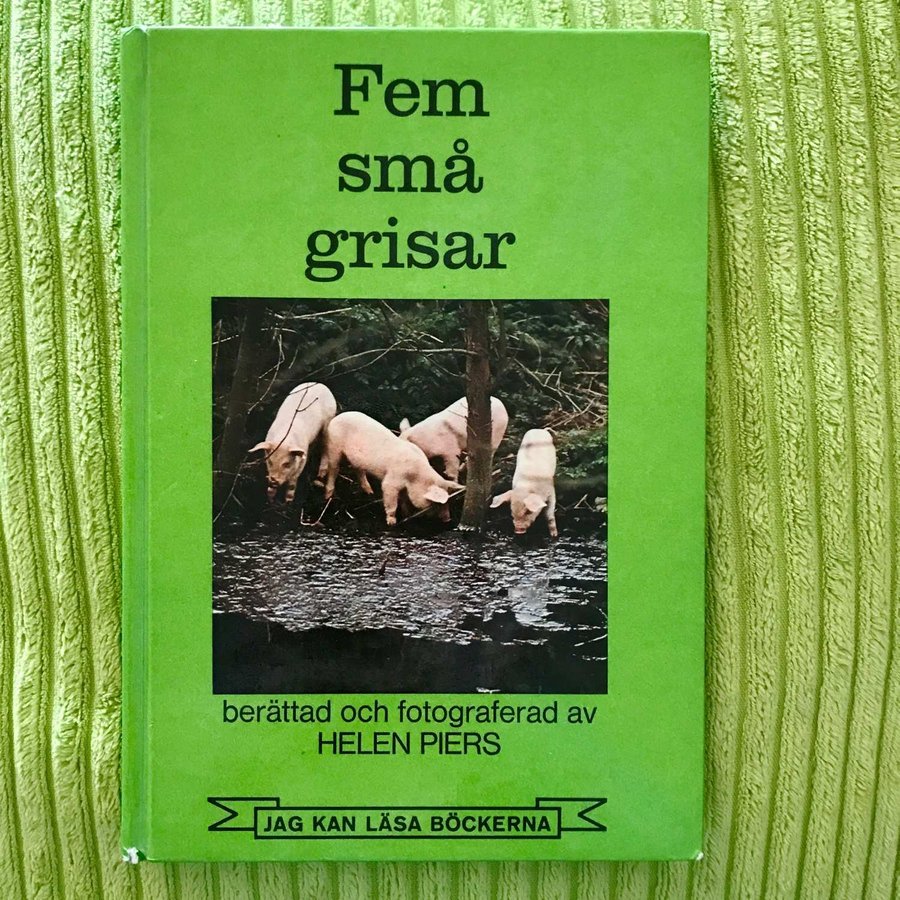 Fem
små
grisar
berättad och fotograferad av
HELEN PIERS
JAG KAN LÄSA BÖCKERNA